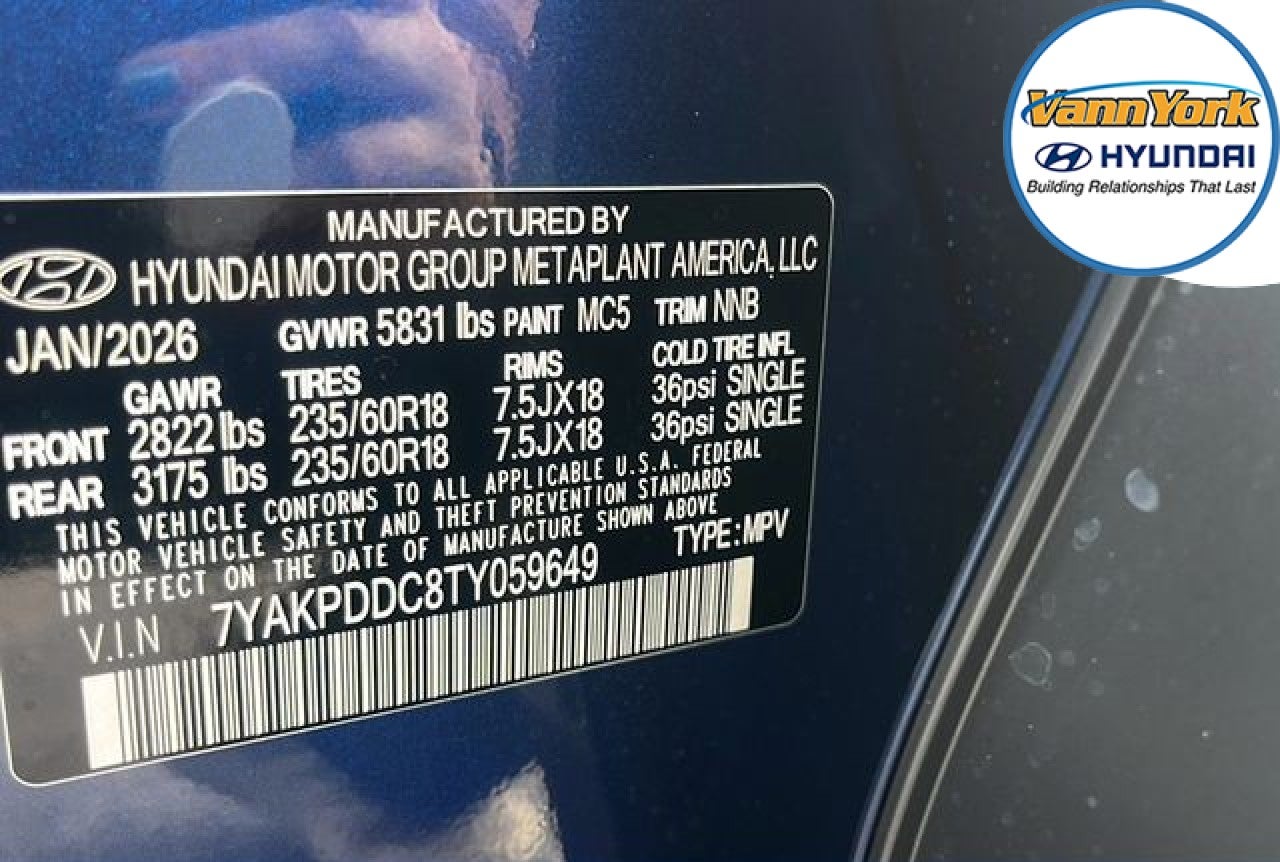 VannYork
HYUNDAI
Building Relationships That Last
MANUFACTURED BY
HYUNDAI MOTOR GROUP METAPLANT AMERICA, LLC
JAN/2026 GVWR 5831 lbs PAINT MC5 TRIM NNB
GAWR TIRES RIMS COLD TIRE INFL
FRONT 2822 lbs 235/60R18 7.5JX18 36psi SINGLE
REAR 3175 lbs 235/60R18 7.5JX18 36psi SINGLE
THIS VEHICLE CONFORMS TO ALL APPLICABLE U.S.A. FEDERAL
MOTOR VEHICLE SAFETY AND THEFT PREVENTION STANDARDS
IN EFFECT ON THE DATE OF MANUFACTURE SHOWN ABOVE
V.I.N 7YAKPDDC8TY059649 TYPE: MPV